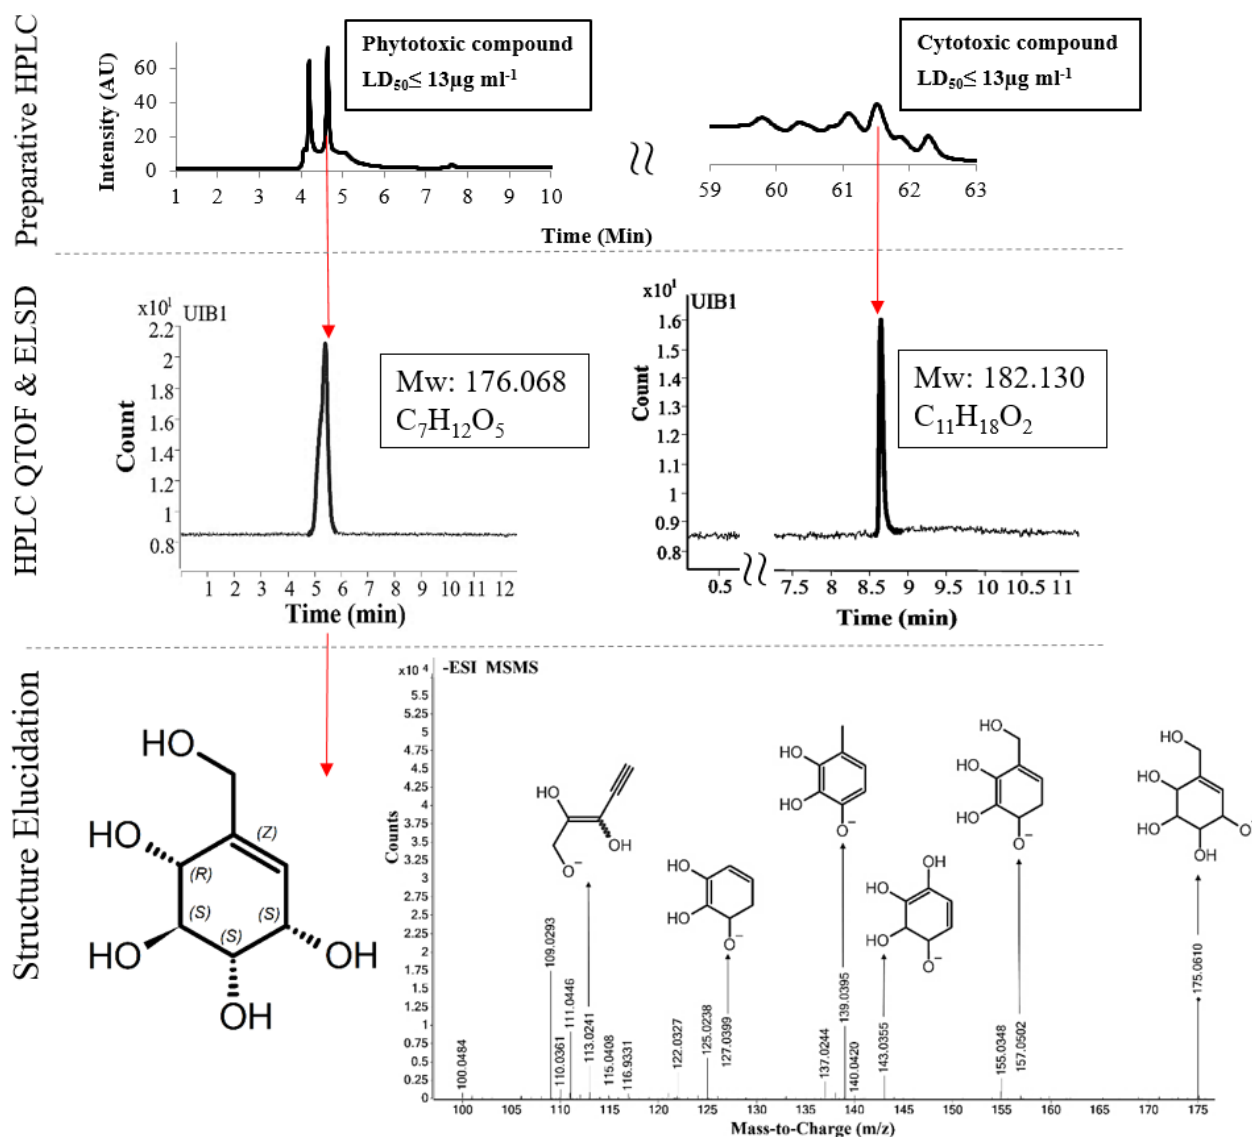 Preparative HPLC
Intensity (AU)
60
40
20
0
1 2 3 4 5 6 7 8 9 10
Phytotoxic compound
LD50≤ 13µg ml-1
59 60 61 62 63
Cytotoxic compound
LD50≤ 13µg ml-1
Time (Min)
HPLC QTOF & ELSD
x10¹ UIB1
2.2
2
1.8
1.6
1.4
1.2
1
0.8
Count
1 2 3 4 5 6 7 8 9 10 11 12
Time (min)
Mw: 176.068
C7H12O5
x10¹ UIB1
1.6
1.5
1.4
1.3
1.2
1.1
1
0.9
0.8
Count
0.5 7.5 8 8.5 9 9.5 10 10.5 11
Time (min)
Mw: 182.130
C11H18O2
Structure Elucidation
HO
HO
HO
OH
OH
(Z)
(R)
(S)
(S)
(S)
x10 4 -ESI MSMS
5.5
5.25
5
4.75
4.5
4.25
4
3.75
3.5
3.25
3
2.75
2.5
2.25
2
1.75
1.5
1.25
1
0.75
0.5
0.25
0
Counts
HO
OH
O−
HO
HO
O−
HO
HO
O−
OH
HO
HO
O−
HO
HO
HO
O−
HO
HO
HO
OH
O
100.0484
109.0293
110.0361
111.0446
113.0241
115.0408
116.9331
122.0327
125.0238
127.0399
137.0244
139.0395
140.0420
143.0355
155.0348
157.0502
175.0610
100 105 110 115 120 125 130 135 140 145 150 155 160 165 170 175
Mass-to-Charge (m/z)